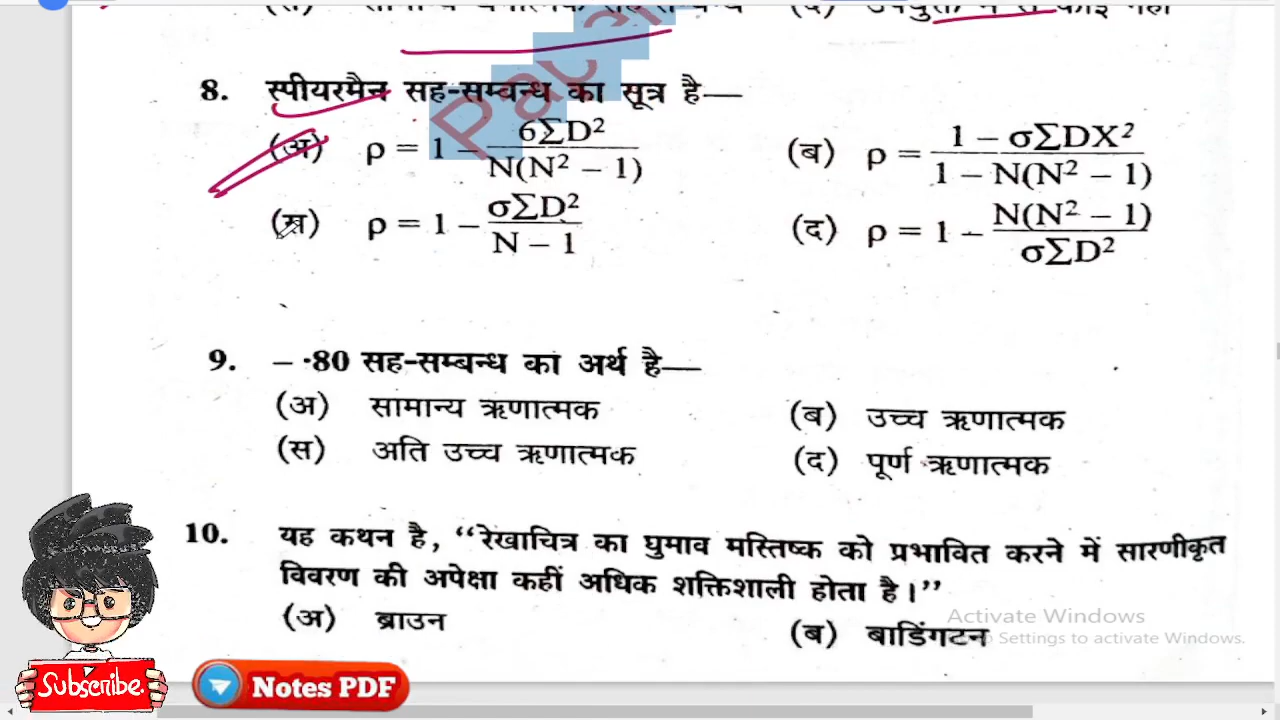 8. स्पीयरमैन सह-सम्बन्ध का सूत्र है—
(अ) ρ = 1 − 6ΣD² / N(N² − 1) (ब) ρ = 1 − σΣDX² / 1 − N(N² − 1)
(स) ρ = 1 − σΣD² / N − 1 (द) ρ = 1 − N(N² − 1) / σΣD²
9. – ·80 सह-सम्बन्ध का अर्थ है—
(अ) सामान्य ऋणात्मक (ब) उच्च ऋणात्मक
(स) अति उच्च ऋणात्मक (द) पूर्ण ऋणात्मक
10. यह कथन है, ‘‘रेखाचित्र का घुमाव मस्तिष्क को प्रभावित करने में सारणीकृत
विवरण की अपेक्षा कहीं अधिक शक्तिशाली होता है।’’
(अ) ब्राउन (ब) बाडिंगटन
Activate Windows
Settings to activate Windows.
Subscribe
Notes PDF